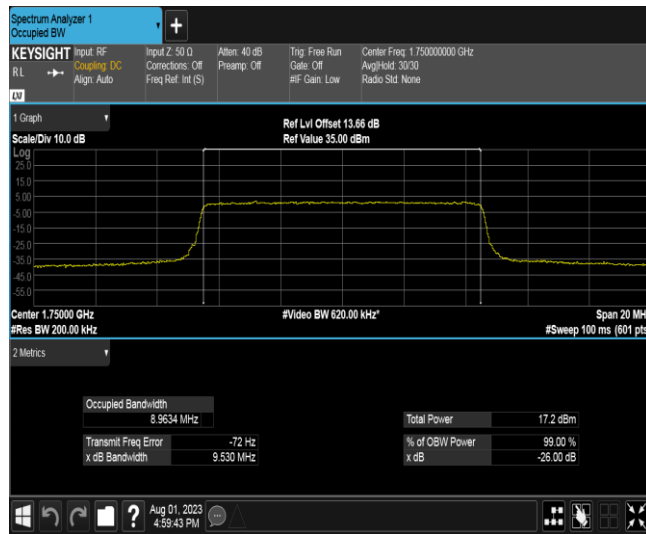 Spectrum Analyzer 1
Occupied BW
+
KEYSIGHT
RL
LXI
Input: RF
Coupling: DC
Align: Auto
Input Z: 50 Ω
Corrections: Off
Freq Ref: Int (S)
Atten: 40 dB
Preamp: Off
Trig: Free Run
Gate: Off
#IF Gain: Low
Center Freq: 1.750000000 GHz
Avg|Hold: 30/30
Radio Std: None
1 Graph
Scale/Div 10.0 dB
Ref Lvl Offset 13.66 dB
Ref Value 35.00 dBm
Log
25.0
15.0
5.00
-5.00
-15.0
-25.0
-35.0
-45.0
-55.0
Center 1.75000 GHz
#Res BW 200.00 kHz
#Video BW 620.00 kHz*
Span 20 MH
#Sweep 100 ms (601 pts
2 Metrics
Occupied Bandwidth
8.9634 MHz
Transmit Freq Error -72 Hz
x dB Bandwidth 9.530 MHz
Total Power 17.2 dBm
% of OBW Power 99.00 %
x dB -26.00 dB
?
Aug 01, 2023
4:59:43 PM